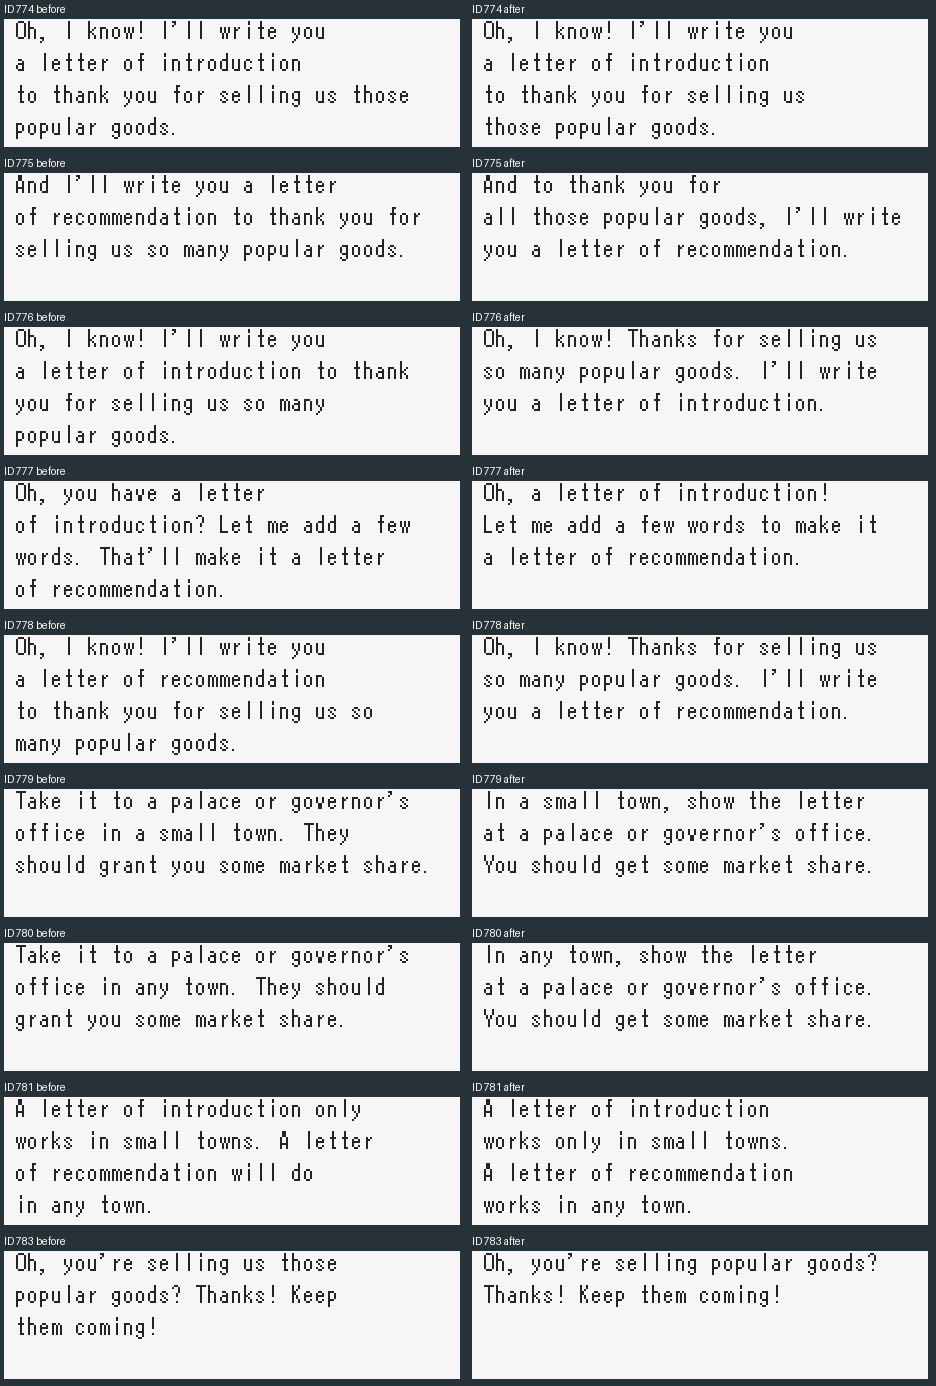 ID774 before
Oh, I know! I'll write you
a letter of introduction
to thank you for selling us those
popular goods.
ID774 after
Oh, I know! I'll write you
a letter of introduction
to thank you for selling us
those popular goods.
ID775 before
And I'll write you a letter
of recommendation to thank you for
selling us so many popular goods.
ID775 after
And to thank you for
all those popular goods, I'll write
you a letter of recommendation.
ID776 before
Oh, I know! I'll write you
a letter of introduction to thank
you for selling us so many
popular goods.
ID776 after
Oh, I know! Thanks for selling us
so many popular goods. I'll write
you a letter of introduction.
ID777 before
Oh, you have a letter
of introduction? Let me add a few
words. That'll make it a letter
of recommendation.
ID777 after
Oh, a letter of introduction!
Let me add a few words to make it
a letter of recommendation.
ID778 before
Oh, I know! I'll write you
a letter of recommendation
to thank you for selling us so
many popular goods.
ID778 after
Oh, I know! Thanks for selling us
so many popular goods. I'll write
you a letter of recommendation.
ID779 before
Take it to a palace or governor's
office in a small town. They
should grant you some market share.
ID779 after
In a small town, show the letter
at a palace or governor's office.
You should get some market share.
ID780 before
Take it to a palace or governor's
office in any town. They should
grant you some market share.
ID780 after
In any town, show the letter
at a palace or governor's office.
You should get some market share.
ID781 before
A letter of introduction only
works in small towns. A letter
of recommendation will do
in any town.
ID781 after
A letter of introduction
works only in small towns.
A letter of recommendation
works in any town.
ID783 before
Oh, you're selling us those
popular goods? Thanks! Keep
them coming!
ID783 after
Oh, you're selling popular goods?
Thanks! Keep them coming!